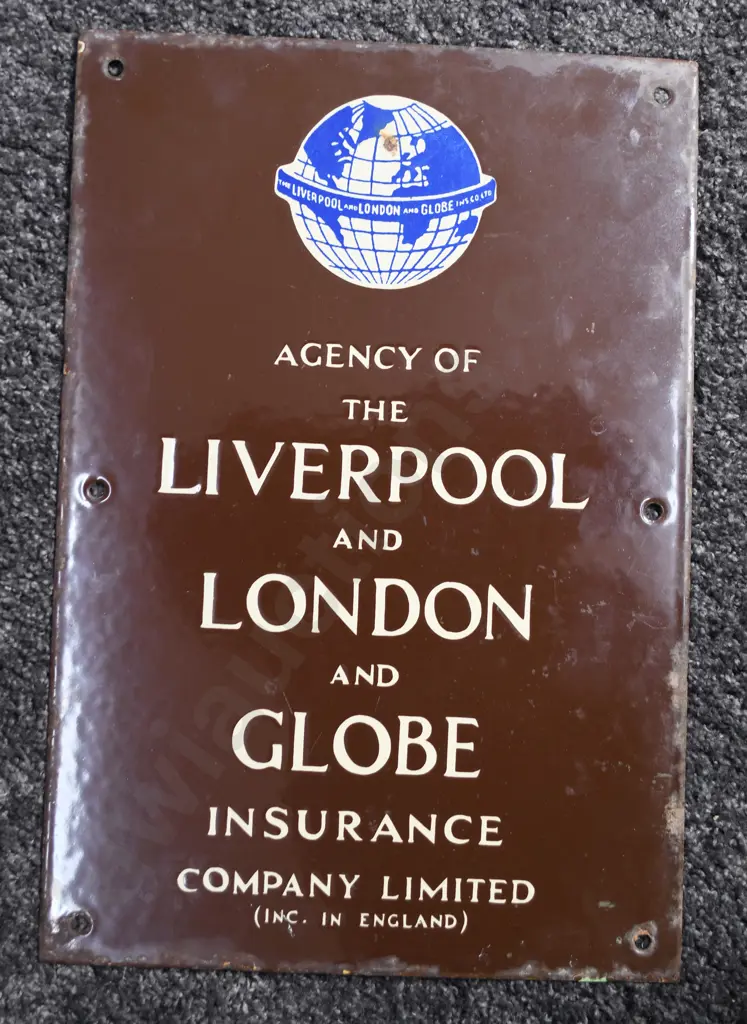 THE LIVERPOOL AND LONDON AND GLOBE INS. CO. LTD
AGENCY OF
THE
LIVERPOOL
AND
LONDON
AND
GLOBE
INSURANCE
COMPANY LIMITED
(INC. IN ENGLAND)